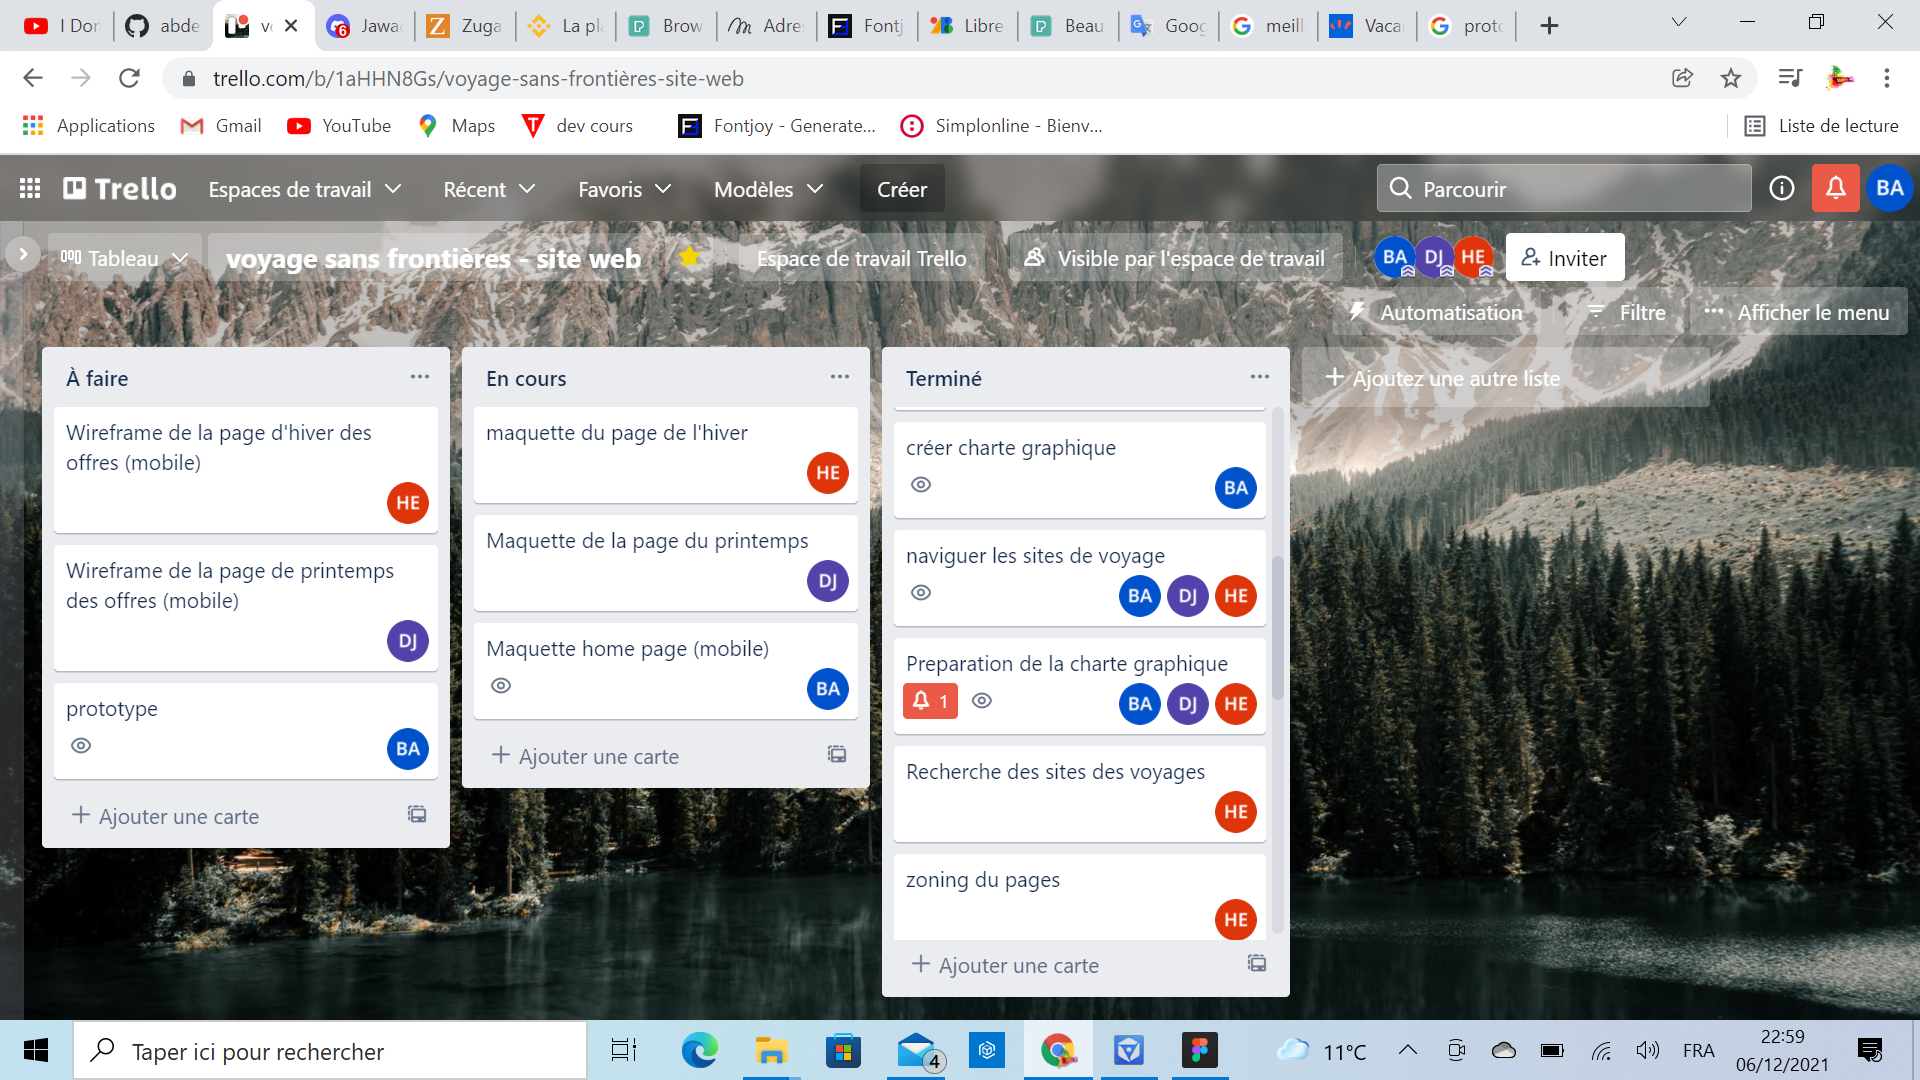 I Don
abde
vo
Jawa
Zuga
La pl
Brow
Adre
Fontj
Libre
Beau
Goog
meill
Vaca
proto
trello.com/b/1aHHN8Gs/voyage-sans-frontières-site-web
Applications
Gmail
YouTube
Maps
dev cours
Fontjoy - Generate...
Simplonline - Bienv...
Liste de lecture
Trello
Espaces de travail
Récent
Favoris
Modèles
Créer
Parcourir
BA
Tableau
voyage sans frontières - site web
Espace de travail Trello
Visible par l'espace de travail
BA
DJ
HE
Inviter
Automatisation
Filtre
Afficher le menu
À faire
Wireframe de la page d'hiver des
offres (mobile)
HE
Wireframe de la page de printemps
des offres (mobile)
DJ
prototype
BA
Ajouter une carte
En cours
maquette du page de l'hiver
HE
Maquette de la page du printemps
DJ
Maquette home page (mobile)
BA
Ajouter une carte
Terminé
créer charte graphique
BA
naviguer les sites de voyage
BA DJ HE
Preparation de la charte graphique
1
BA DJ HE
Recherche des sites des voyages
HE
zoning du pages
HE
Ajouter une carte
Ajoutez une autre liste
Taper ici pour rechercher
4
11°C
FRA
22:59
06/12/2021